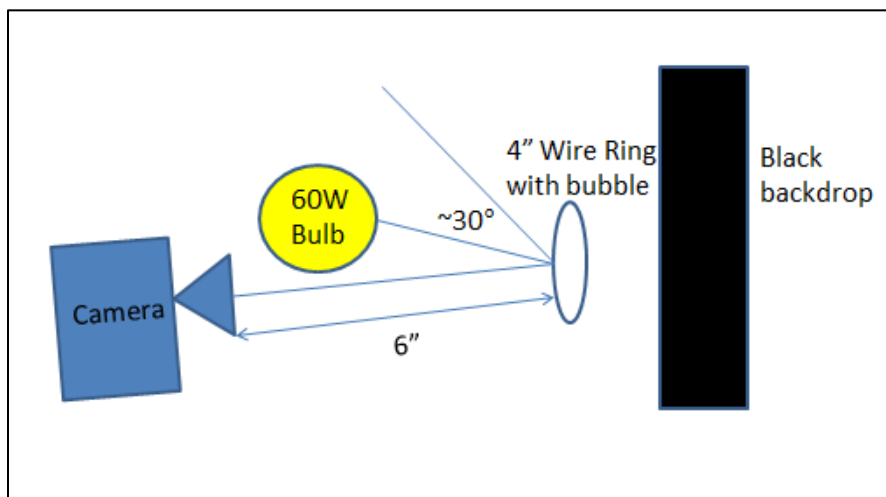 4” Wire Ring
with bubble
Black
backdrop
60W
Bulb
~30°
Camera
6”